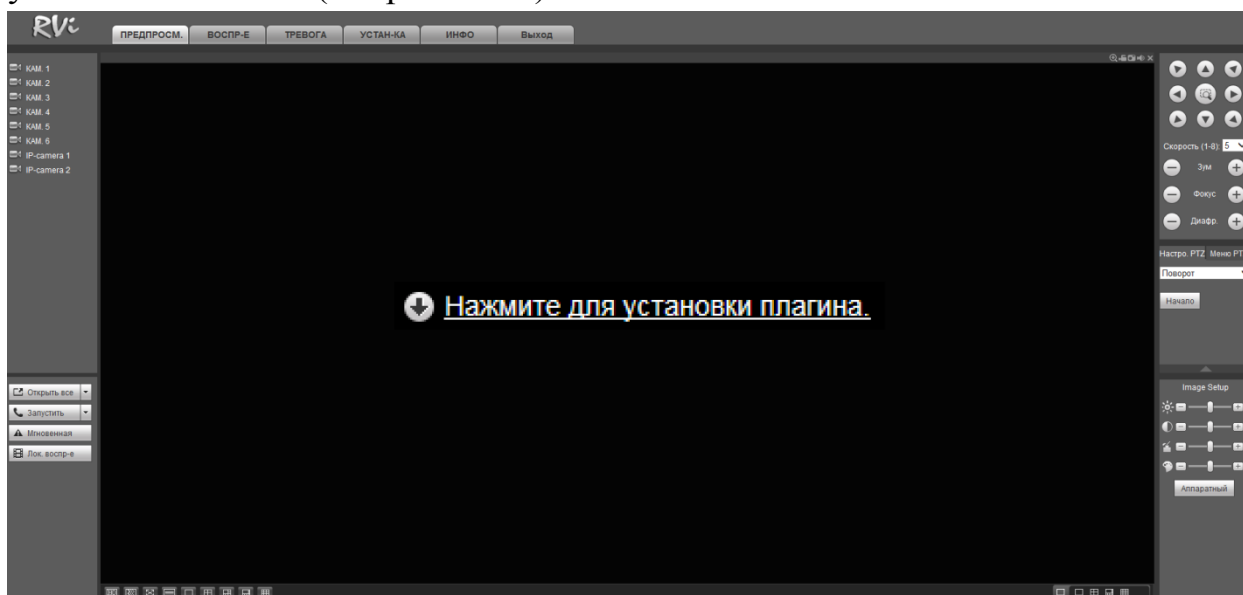 RVi
ПРЕДПРОСМ. ВОСПР-Е ТРЕВОГА УСТАН-КА ИНФО Выход
КАМ. 1
КАМ. 2
КАМ. 3
КАМ. 4
КАМ. 5
КАМ. 6
IP-camera 1
IP-camera 2
Открыть все
Запустить
Мгновенная
Лок. воспр-е
Нажмите для установки плагина.
Скорость (1-8): 5
Зум
Фокус
Диафр.
Настро. PTZ Меню PT
Поворот
Начало
Image Setup
Аппаратный